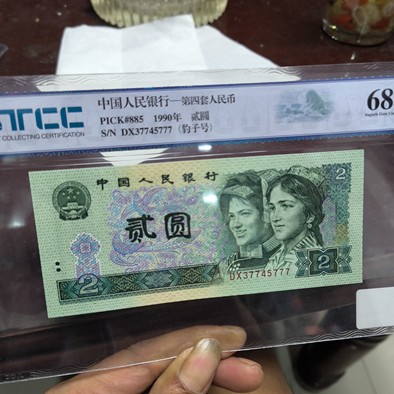 NTCC
COLLECTING CERTIFICATION
中国人民银行—第四套人民币
PICK#885 1990年 贰圆
S/N DX37745777 (豹子号)
68
中国人民银行
2
贰圆
DX37745777
2
2